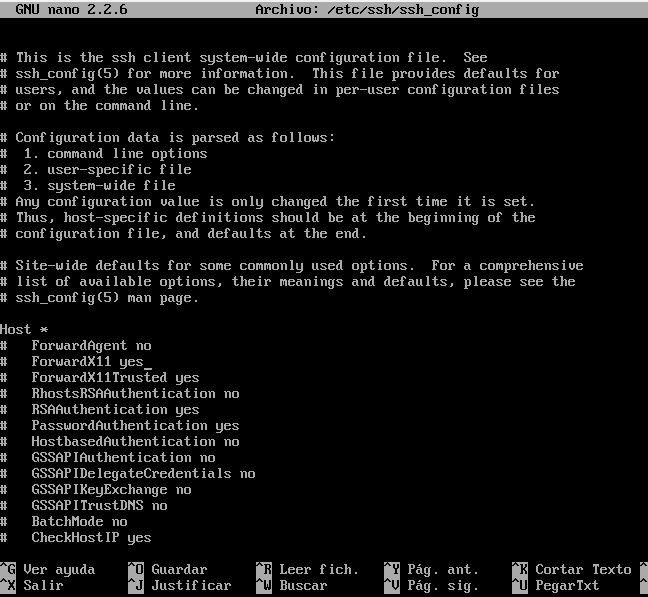 GNU nano 2.2.6 Archivo: /etc/ssh/ssh_config
# This is the ssh client system-wide configuration file.  See
# ssh_config(5) for more information.  This file provides defaults for
# users, and the values can be changed in per-user configuration files
# or on the command line.
# Configuration data is parsed as follows:
#  1. command line options
#  2. user-specific file
#  3. system-wide file
# Any configuration value is only changed the first time it is set.
# Thus, host-specific definitions should be at the beginning of the
# configuration file, and defaults at the end.
# Site-wide defaults for some commonly used options.  For a comprehensive
# list of available options, their meanings and defaults, please see the
# ssh_config(5) man page.
Host *
#   ForwardAgent no
#   ForwardX11 yes
#   ForwardX11Trusted yes
#   RhostsRSAAuthentication no
#   RSAAuthentication yes
#   PasswordAuthentication yes
#   HostbasedAuthentication no
#   GSSAPIAuthentication no
#   GSSAPIDelegateCredentials no
#   GSSAPIKeyExchange no
#   GSSAPITrustDNS no
#   BatchMode no
#   CheckHostIP yes
^G Ver ayuda ^O Guardar ^R Leer fich. ^Y Pág. ant. ^K Cortar Texto ^
^X Salir ^J Justificar ^W Buscar ^V Pág. sig. ^U PegarTxt ^